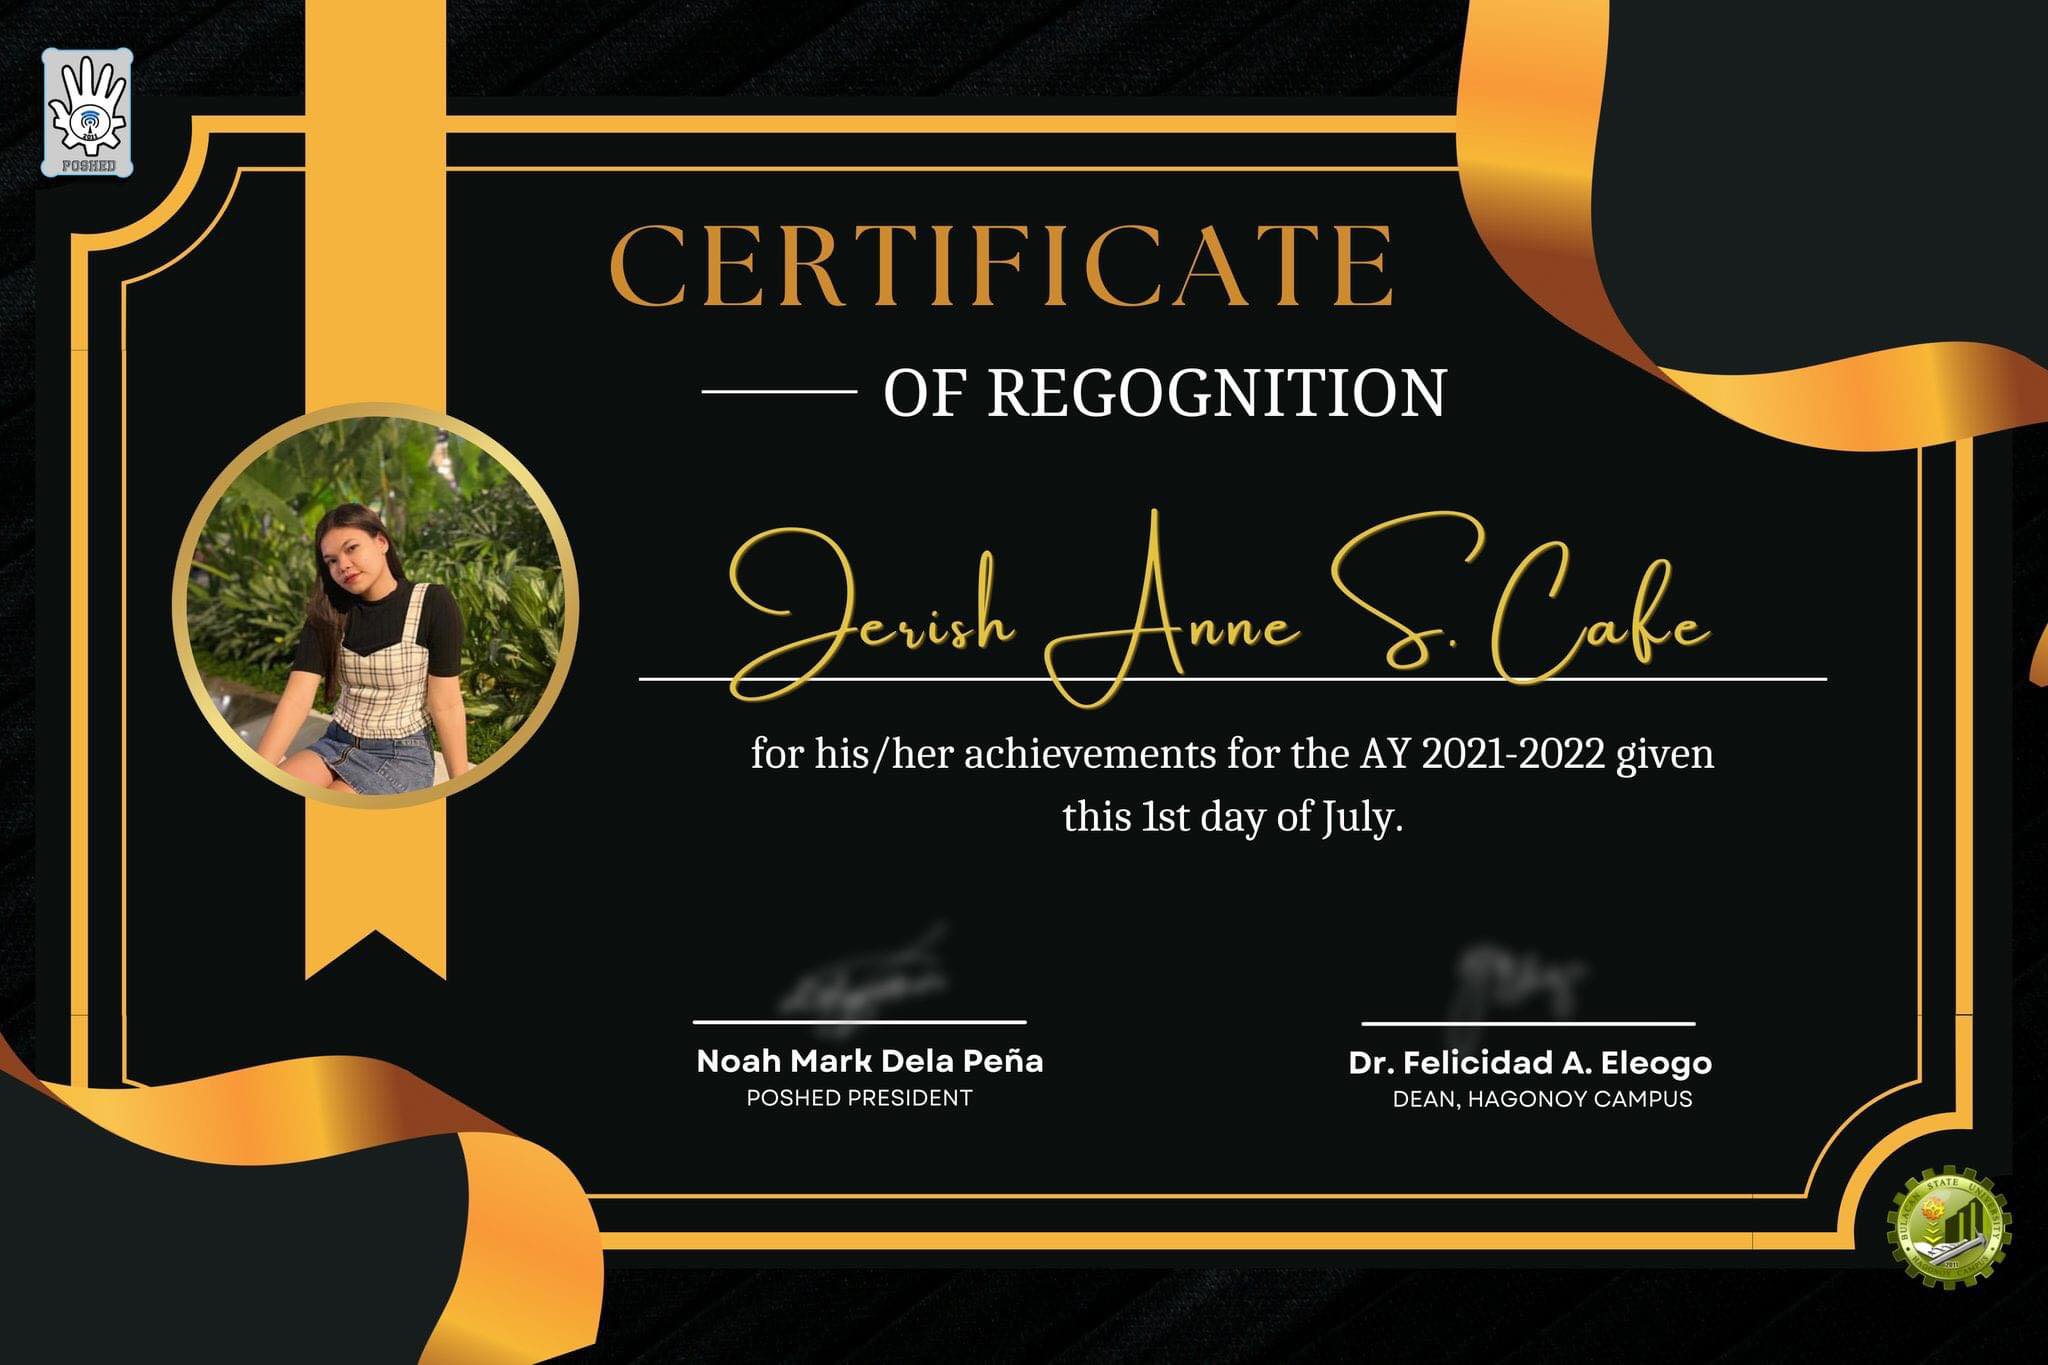 2011
POSHED
CERTIFICATE
OF REGOGNITION
Jerish Anne S. Cake
for his/her achievements for the AY 2021-2022 given
this 1st day of July.
Noah Mark Dela Peña
POSHED PRESIDENT
Dr. Felicidad A. Eleogo
DEAN, HAGONOY CAMPUS
BULACAN STATE UNIVERSITY
HAGONOY CAMPUS
2011